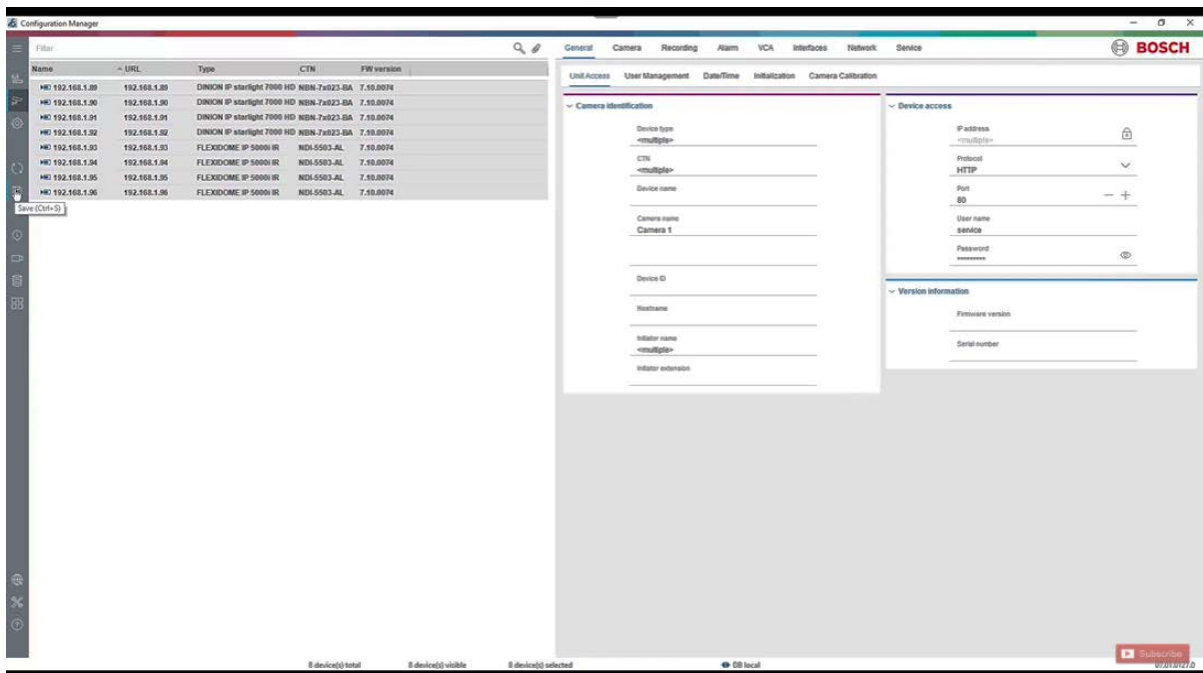 Configuration Manager
Filter
General Camera Recording Alarm VCA Interfaces Network Service
BOSCH
Name URL Type CTN FW version
192.168.1.89 192.168.1.89 DINION IP starlight 7000 HD NBN-7x023-BA 7.10.0074
192.168.1.90 192.168.1.90 DINION IP starlight 7000 HD NBN-7x023-BA 7.10.0074
192.168.1.91 192.168.1.91 DINION IP starlight 7000 HD NBN-7x023-BA 7.10.0074
192.168.1.92 192.168.1.92 DINION IP starlight 7000 HD NBN-7x023-BA 7.10.0074
192.168.1.93 192.168.1.93 FLEXIDOME IP 5000i IR NDI-5503-AL 7.10.0074
192.168.1.94 192.168.1.94 FLEXIDOME IP 5000i IR NDI-5503-AL 7.10.0074
192.168.1.95 192.168.1.95 FLEXIDOME IP 5000i IR NDI-5503-AL 7.10.0074
192.168.1.96 192.168.1.96 FLEXIDOME IP 5000i IR NDI-5503-AL 7.10.0074
Save (Ctrl+S)
Unit Access User Management Date/Time Initialization Camera Calibration
Camera identification
Device type
<multiple>
CTN
<multiple>
Device name
Camera name
Camera 1
Device ID
Hostname
Initiator name
<multiple>
Initiator extension
Device access
IP address
<multiple>
Protocol
HTTP
Port
80
User name
service
Password
*********
Version information
Firmware version
Serial number
Subscribe
8 device(s) total 8 device(s) visible 8 device(s) selected DB local 07.01.0127.0